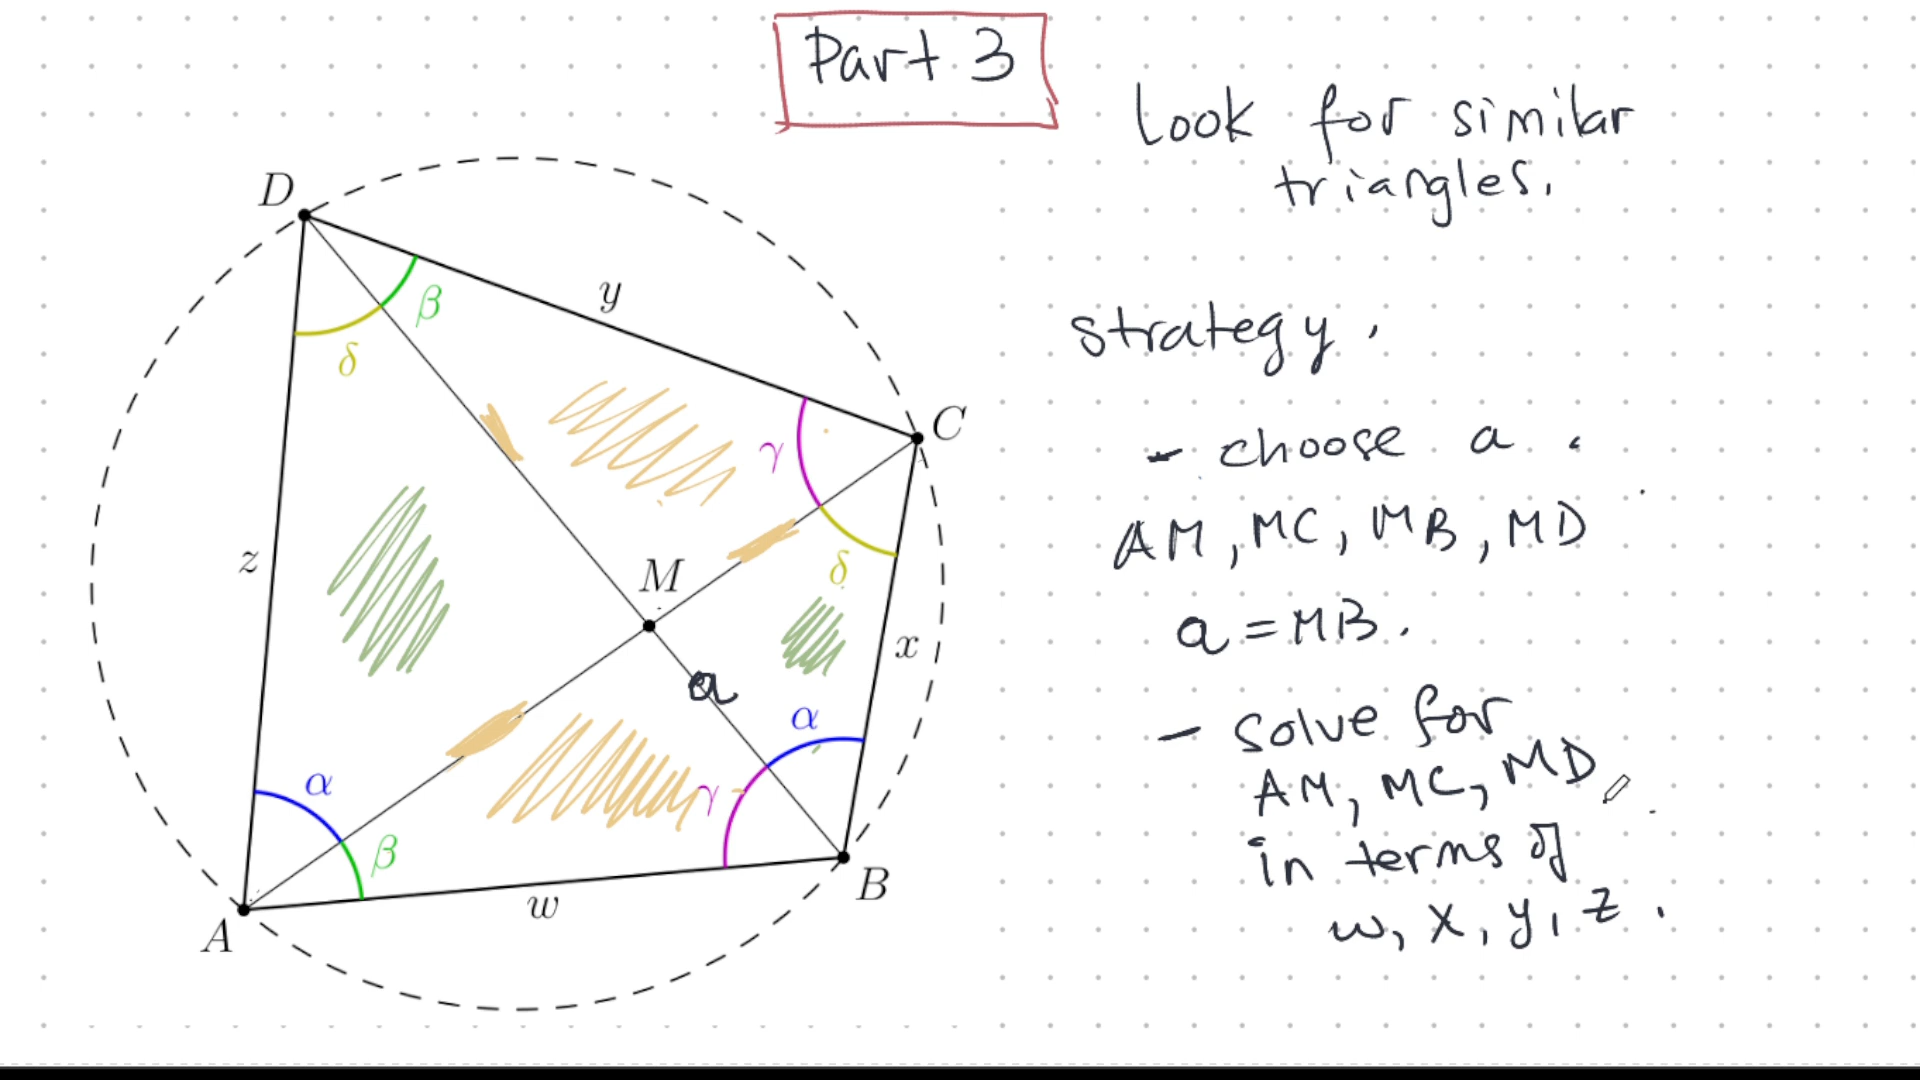 Part 3
Look for similar
triangles.
D
β
δ
y
C
γ
δ
z
M
x
a
α
α
γ
β
w
B
A
strategy.
- choose a.
AM, MC, MB, MD
a = MB.
- solve for
AM, MC, MD
in terms of
w, x, y, z.